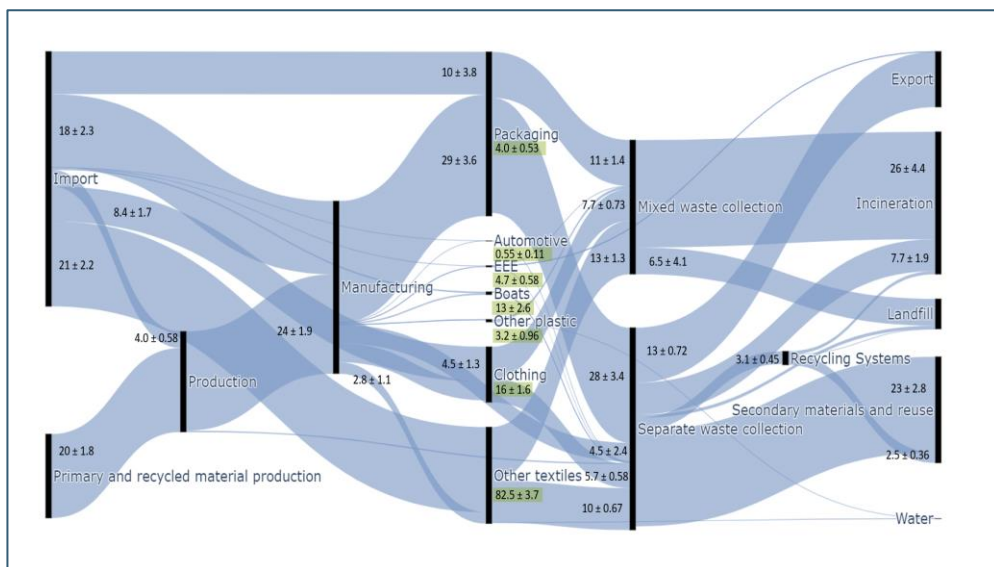 10 ± 3.8
18 ± 2.3
Import
8.4 ± 1.7
21 ± 2.2
4.0 ± 0.58
Production
20 ± 1.8
Primary and recycled material production
Manufacturing
24 ± 1.9
2.8 ± 1.1
29 ± 3.6
Packaging
4.0 ± 0.53
Automotive
0.55 ± 0.11
EEE
4.7 ± 0.58
Boats
13 ± 2.6
Other plastic
3.2 ± 0.96
4.5 ± 1.3
Clothing
16 ± 1.6
Other textiles
82.5 ± 3.7
11 ± 1.4
7.7 ± 0.73
Mixed waste collection
13 ± 1.3
6.5 ± 4.1
28 ± 3.4
13 ± 0.72
Separate waste collection
4.5 ± 2.4
5.7 ± 0.58
10 ± 0.67
3.1 ± 0.45
Recycling Systems
Export
26 ± 4.4
Incineration
7.7 ± 1.9
Landfill
23 ± 2.8
Secondary materials and reuse
2.5 ± 0.36
Water